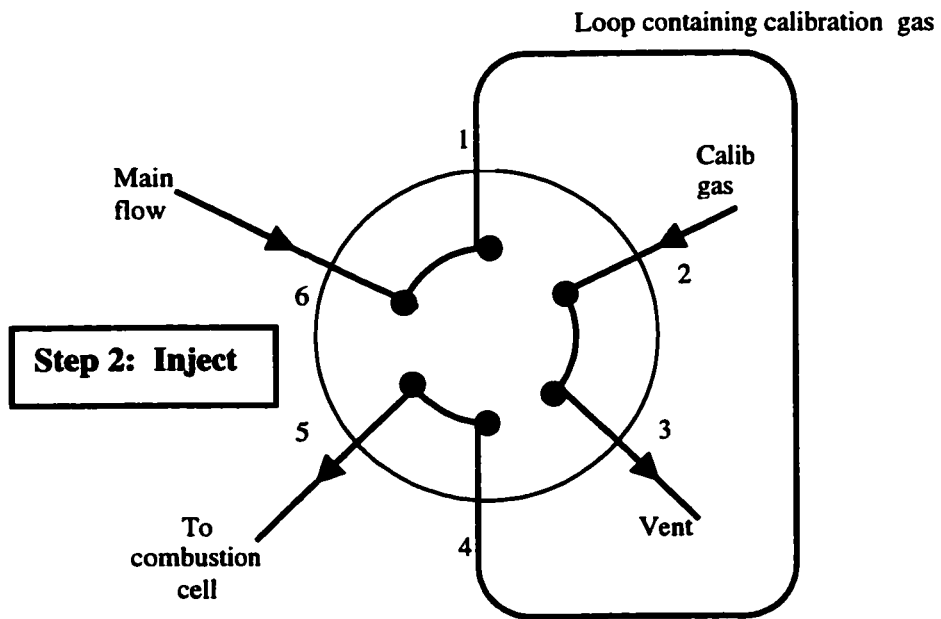 Loop containing calibration gas
1
Main
flow
Calib
gas
2
6
Step 2: Inject
5
3
To
combustion
cell
4
Vent